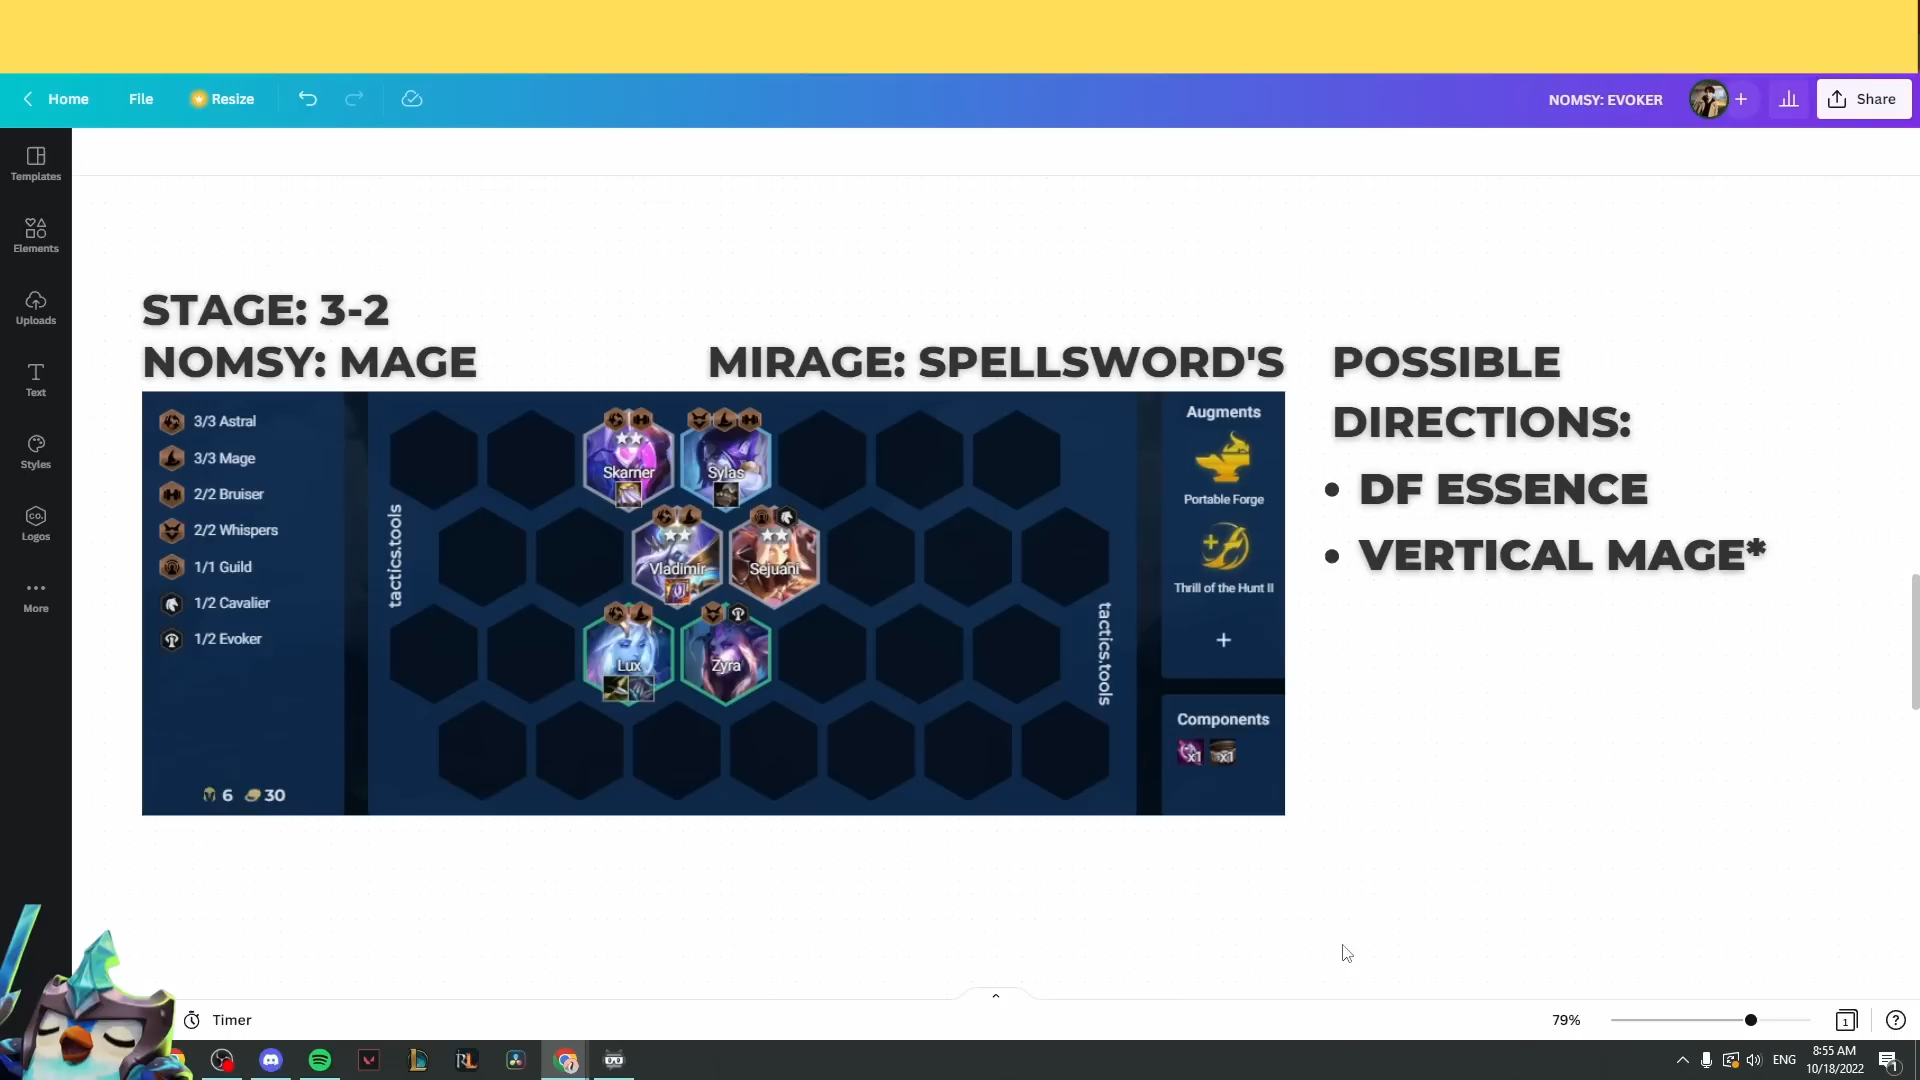 Home
File
Resize
NOMSY: EVOKER
Share
Templates
Elements
Uploads
Text
Styles
Logos
More
STAGE: 3-2
NOMSY: MAGE
MIRAGE: SPELLSWORD'S
POSSIBLE
DIRECTIONS:
• DF ESSENCE
• VERTICAL MAGE*
3/3 Astral
3/3 Mage
2/2 Bruiser
2/2 Whispers
1/1 Guild
1/2 Cavalier
1/2 Evoker
6
30
tactics.tools
Skarner
Sylas
Vladimir
Sejuani
Lux
Zyra
tactics.tools
Augments
Portable Forge
Thrill of the Hunt II
+
Components
x1
x1
Timer
79%
1
ENG
8:55 AM
10/18/2022
1